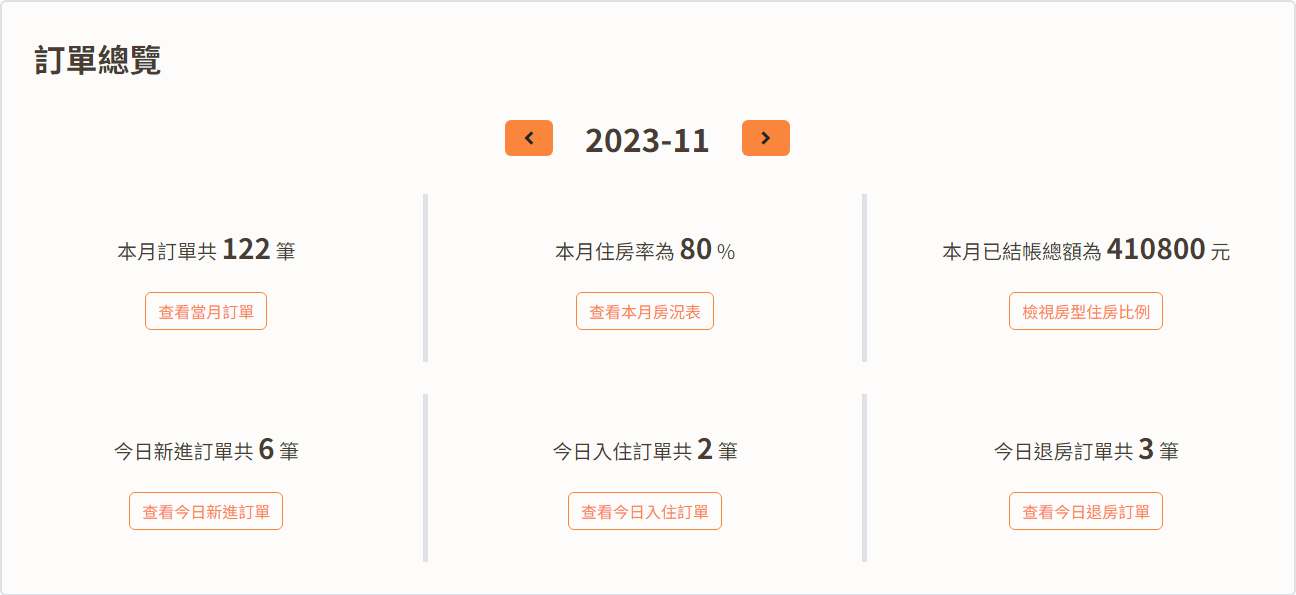 訂單總覽
2023-11
本月訂單共 122 筆
查看當月訂單
本月住房率為 80 %
查看本月房況表
本月已結帳總額為 410800 元
檢視房型住房比例
今日新進訂單共 6 筆
查看今日新進訂單
今日入住訂單共 2 筆
查看今日入住訂單
今日退房訂單共 3 筆
查看今日退房訂單